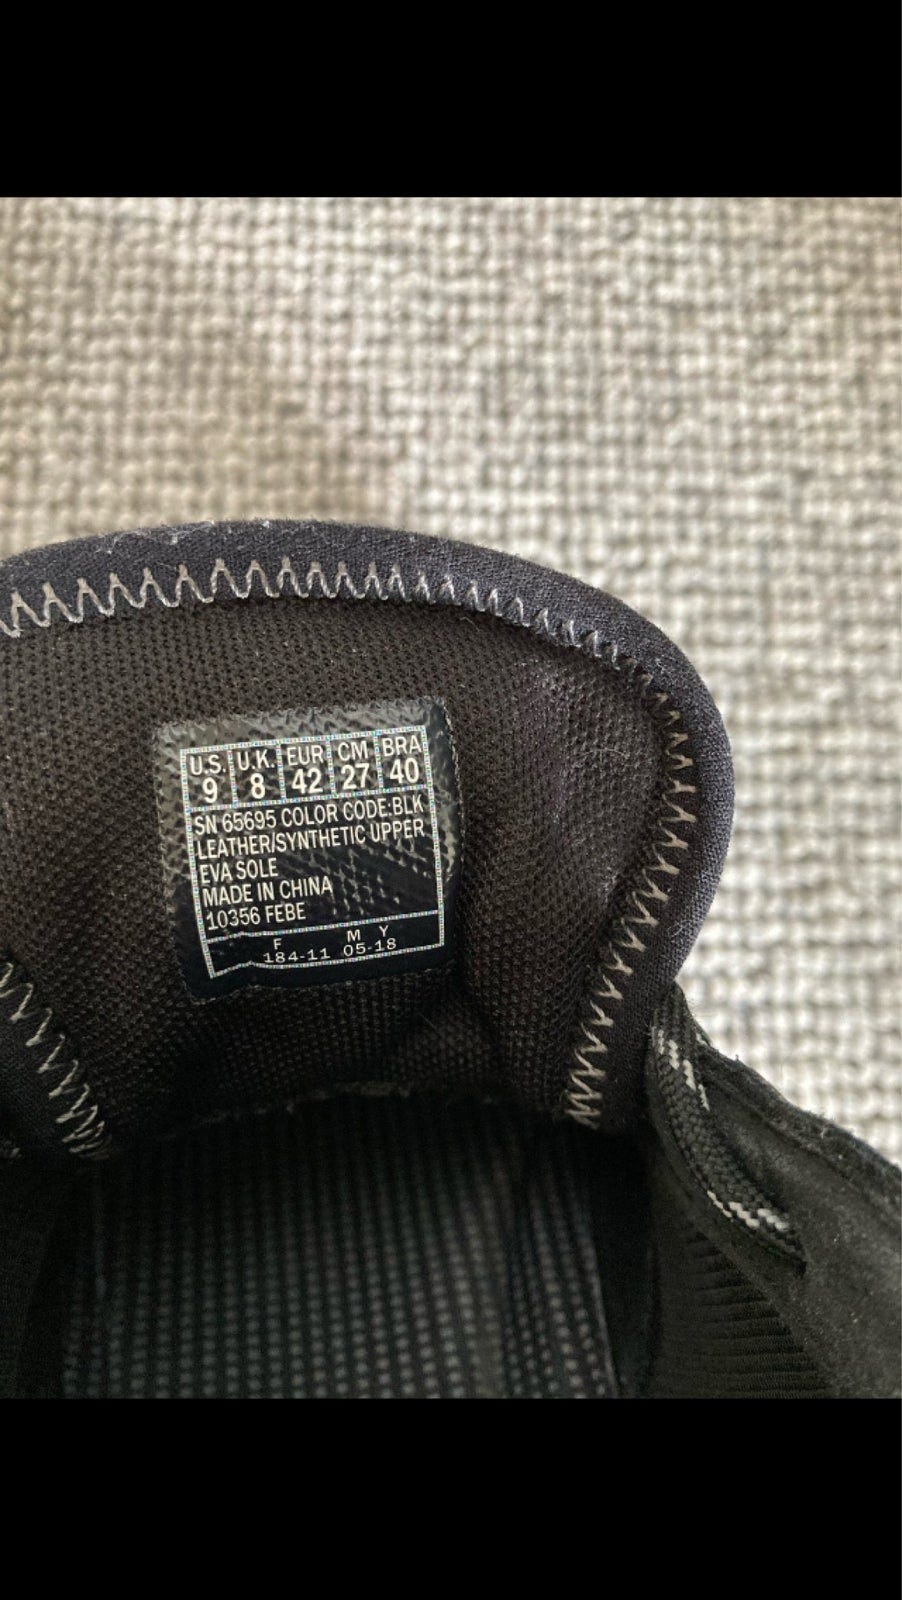 U.S. U.K. EUR CM BRA
9 8 42 27 40
SN 65695 COLOR CODE:BLK
LEATHER/SYNTHETIC UPPER
EVA SOLE
MADE IN CHINA
10356 FEBE
F M Y
184-11 05-18